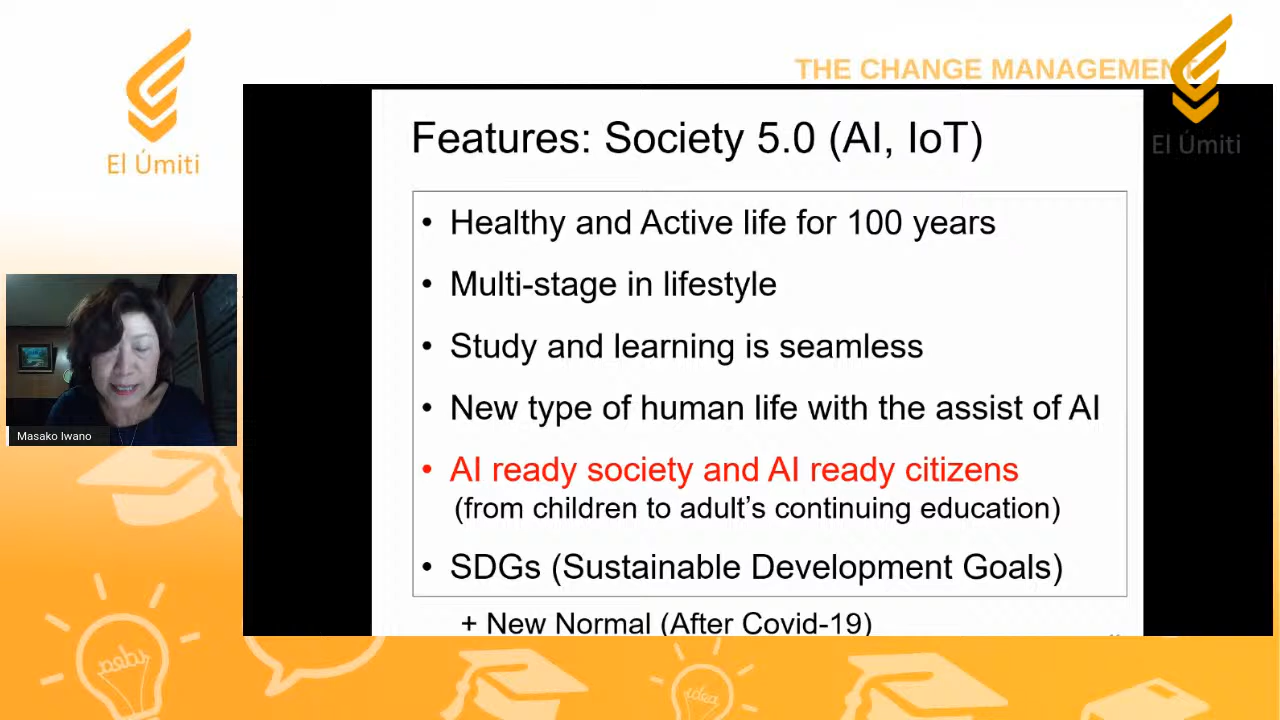 THE CHANGE MANAGEMENT
El Úmiti
El Úmiti
Features: Society 5.0 (AI, IoT)
• Healthy and Active life for 100 years
• Multi-stage in lifestyle
• Study and learning is seamless
• New type of human life with the assist of AI
• AI ready society and AI ready citizens
(from children to adult’s continuing education)
• SDGs (Sustainable Development Goals)
+ New Normal (After Covid-19)
Masako Iwano
idea
idea